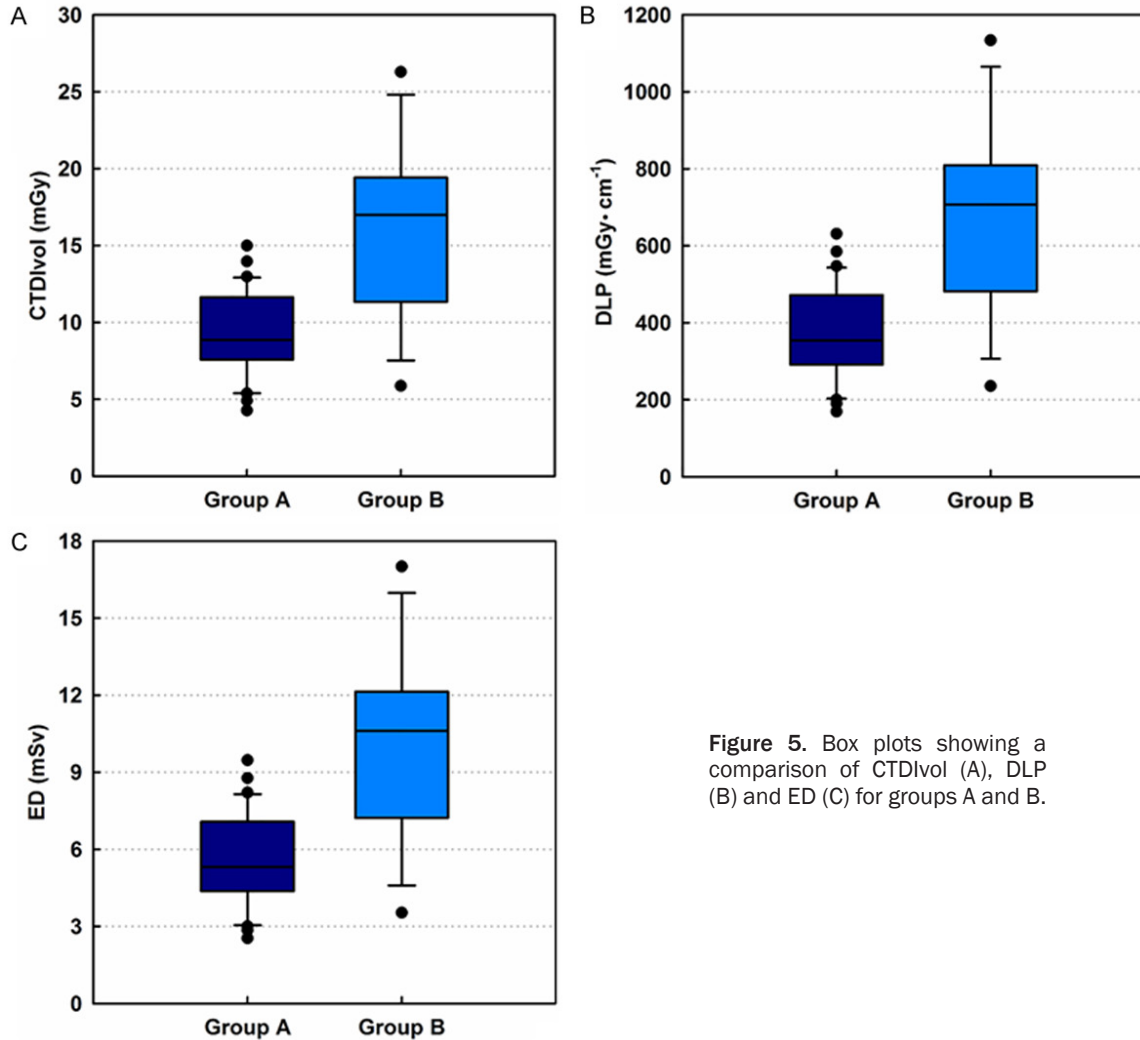 A
30
25
20
15
10
5
0
CTDIvol (mGy)
Group A Group B
B
1200
1000
800
600
400
200
0
DLP (mGy·cm⁻¹)
Group A Group B
C
18
15
12
9
6
3
0
ED (mSv)
Group A Group B
Figure 5. Box plots showing a
comparison of CTDIvol (A), DLP
(B) and ED (C) for groups A and B.